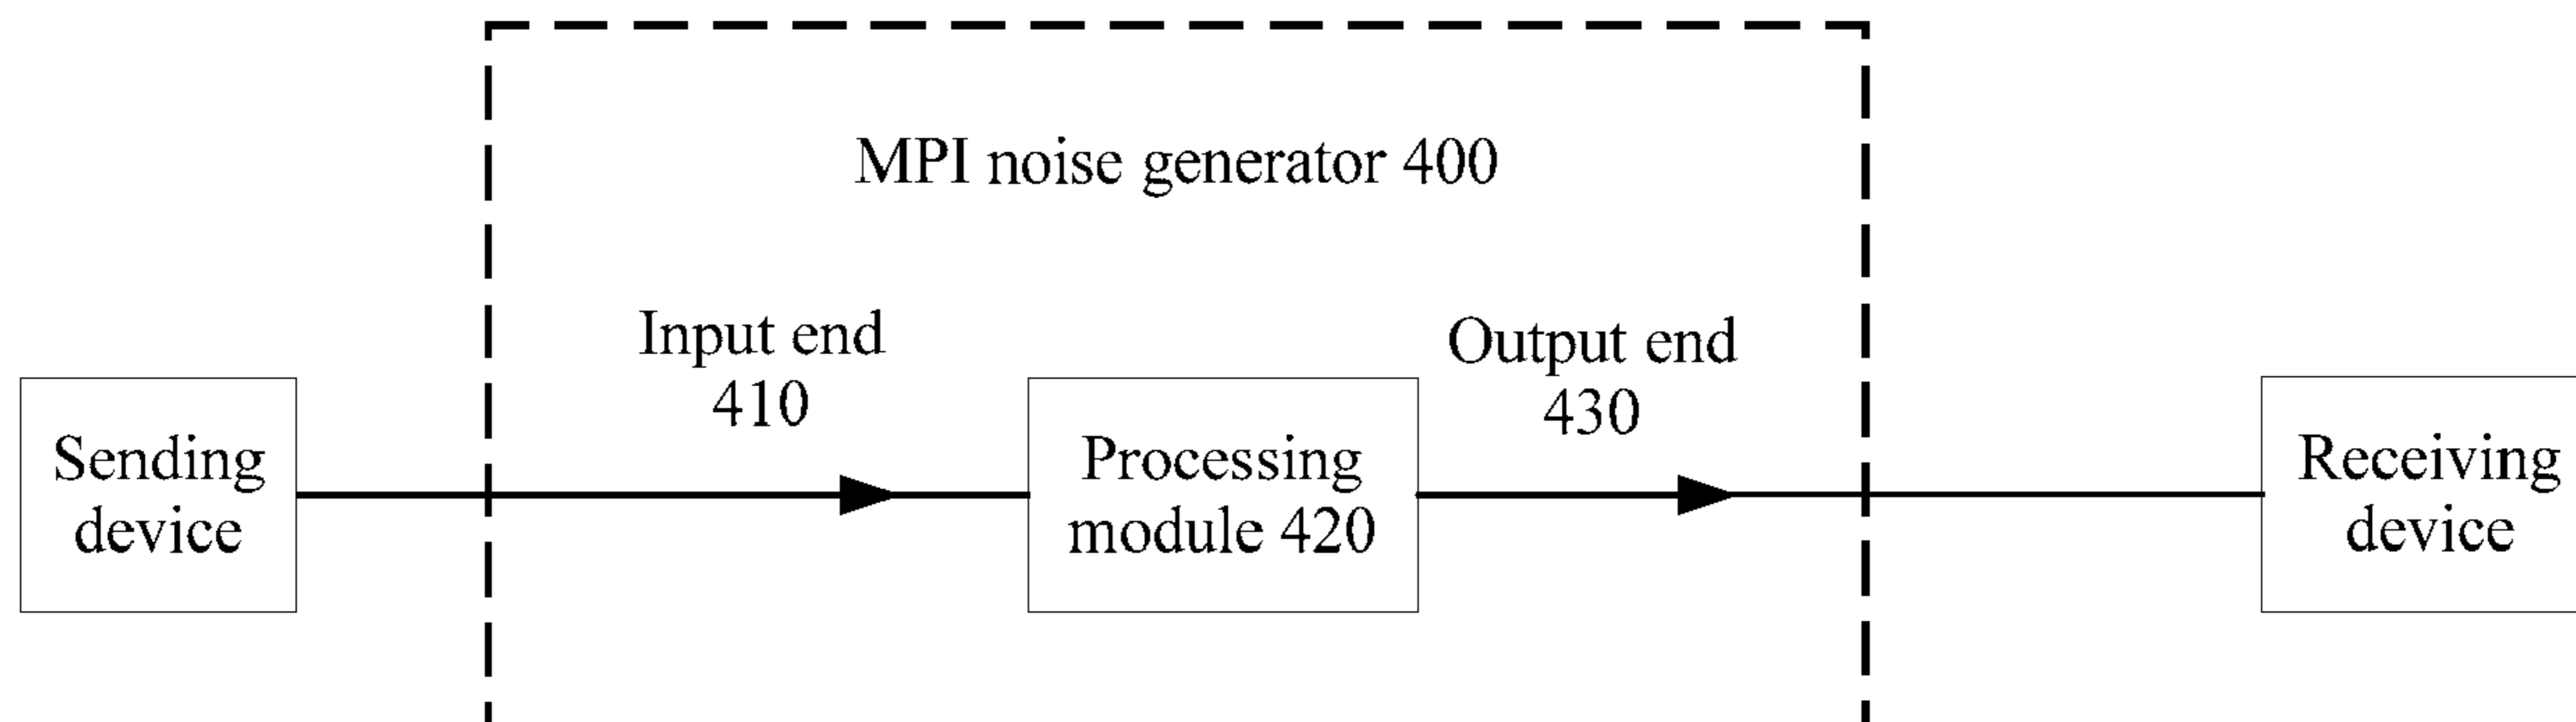 MPI noise generator 400
Input end
410
Output end
430
Sending
device
Processing
module 420
Receiving
device